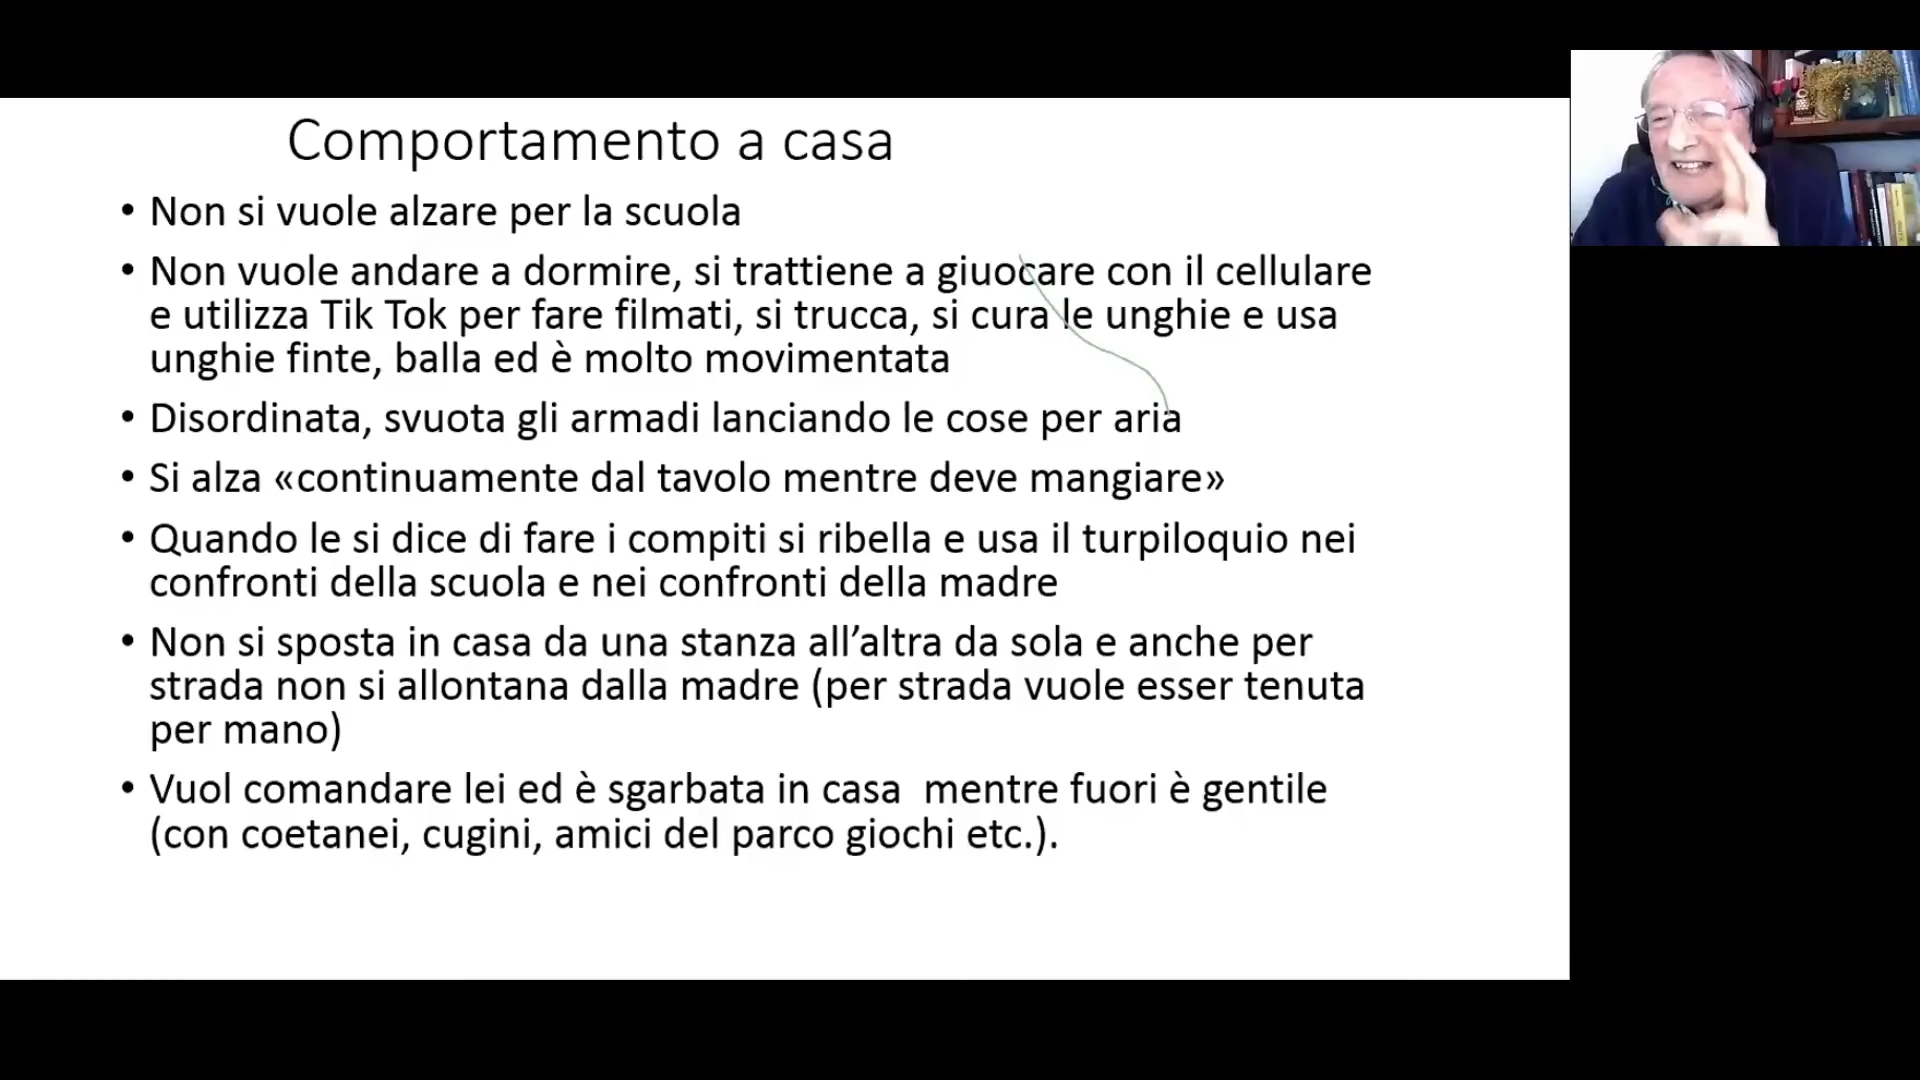 Comportamento a casa
• Non si vuole alzare per la scuola
• Non vuole andare a dormire, si trattiene a giuocare con il cellulare
e utilizza Tik Tok per fare filmati, si trucca, si cura le unghie e usa
unghie finte, balla ed è molto movimentata
• Disordinata, svuota gli armadi lanciando le cose per aria
• Si alza «continuamente dal tavolo mentre deve mangiare»
• Quando le si dice di fare i compiti si ribella e usa il turpiloquio nei
confronti della scuola e nei confronti della madre
• Non si sposta in casa da una stanza all’altra da sola e anche per
strada non si allontana dalla madre (per strada vuole esser tenuta
per mano)
• Vuol comandare lei ed è sgarbata in casa  mentre fuori è gentile
(con coetanei, cugini, amici del parco giochi etc.).